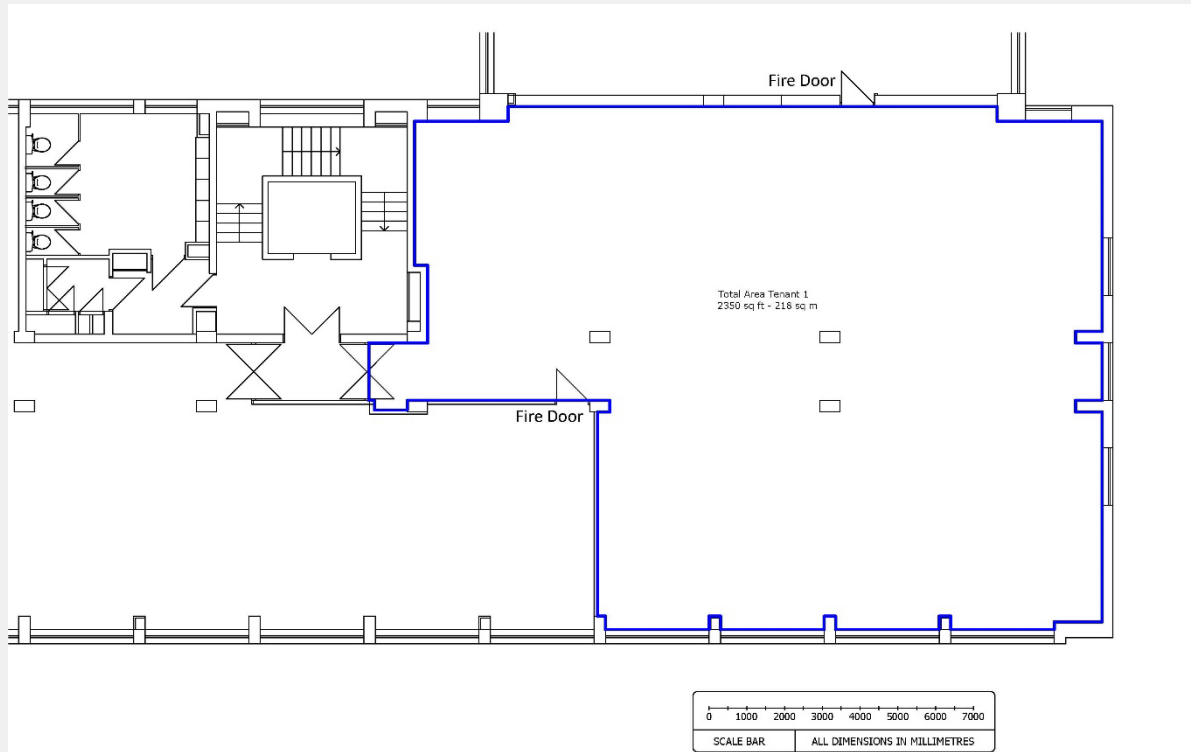 Fire Door
Total Area Tenant 1
2350 sq ft - 218 sq m
Fire Door
0 1000 2000 3000 4000 5000 6000 7000
SCALE BAR
ALL DIMENSIONS IN MILLIMETRES